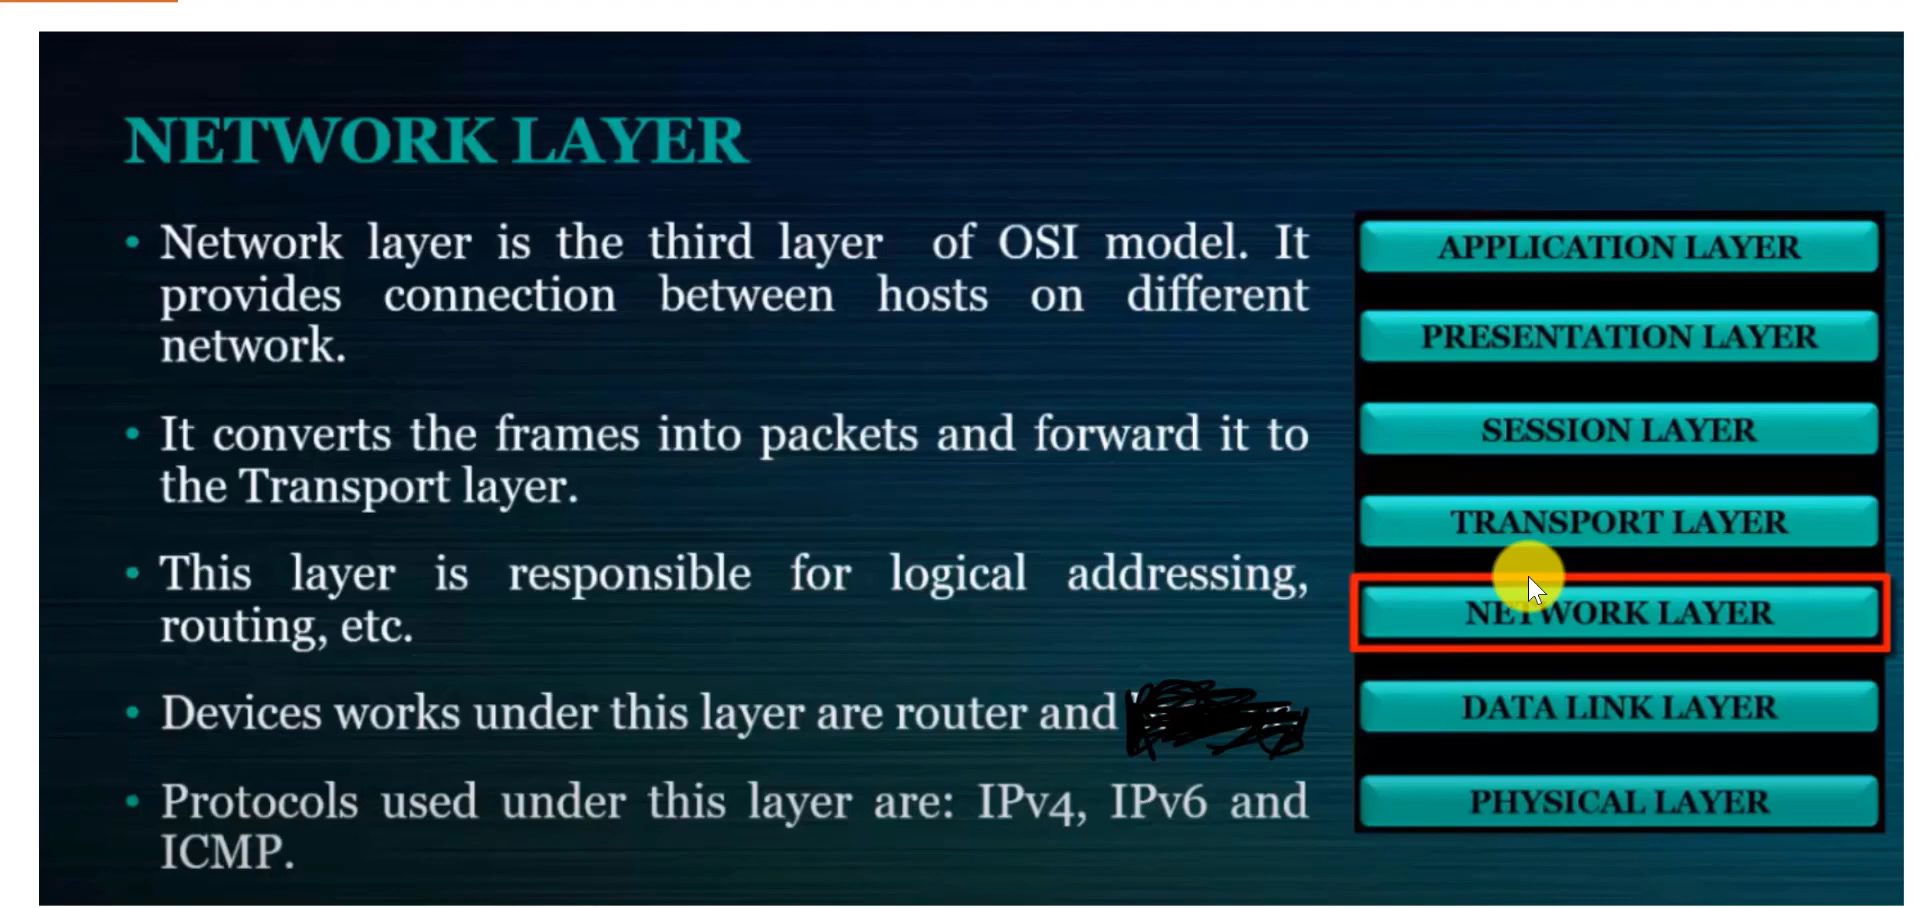 NETWORK LAYER
• Network layer is the third layer of OSI model. It
provides connection between hosts on different
network.
• It converts the frames into packets and forward it to
the Transport layer.
• This layer is responsible for logical addressing,
routing, etc.
• Devices works under this layer are router and
• Protocols used under this layer are: IPv4, IPv6 and
ICMP.
APPLICATION LAYER
PRESENTATION LAYER
SESSION LAYER
TRANSPORT LAYER
NETWORK LAYER
DATA LINK LAYER
PHYSICAL LAYER